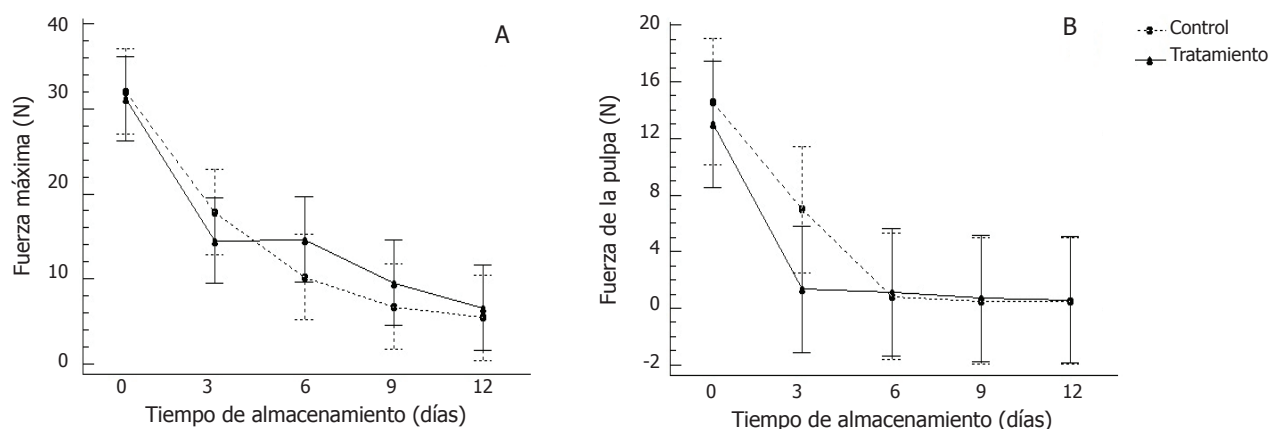 A
Fuerza máxima (N)
40
30
20
10
0
0 3 6 9 12
Tiempo de almacenamiento (días)
B
Fuerza de la pulpa (N)
20
16
12
8
4
0
-2
0 3 6 9 12
Tiempo de almacenamiento (días)
Control
Tratamiento